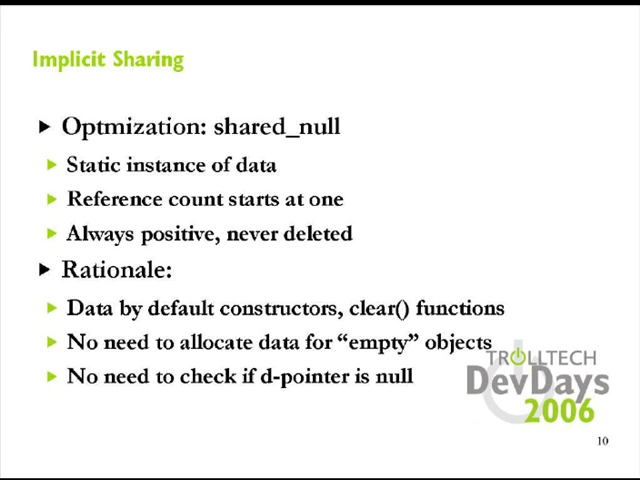 Implicit Sharing
Optmization: shared_null
Static instance of data
Reference count starts at one
Always positive, never deleted
Rationale:
Data by default constructors, clear() functions
No need to allocate data for “empty” objects
No need to check if d-pointer is null
TROLLTECH
DevDays
2006
10